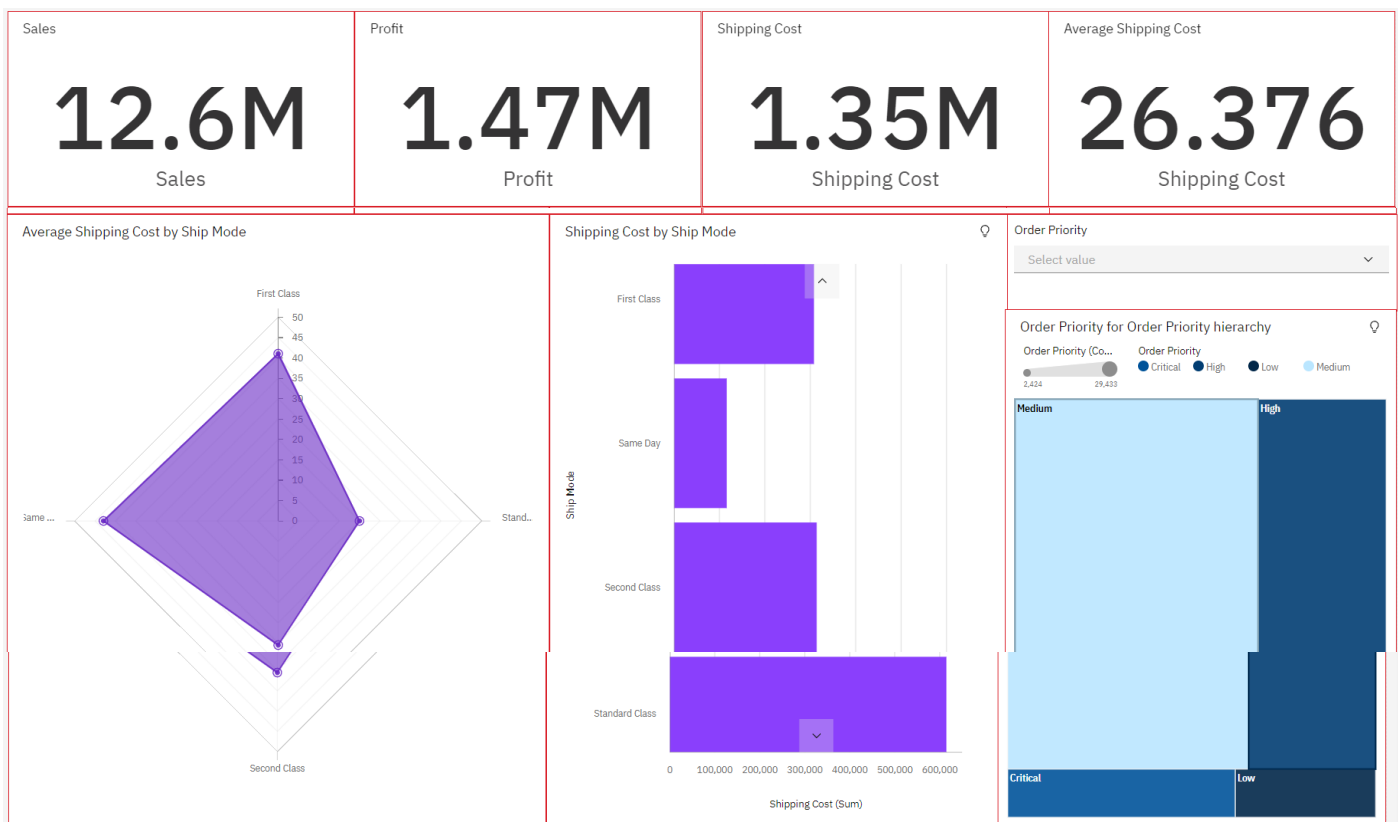 Sales
12.6M
Sales
Profit
1.47M
Profit
Shipping Cost
1.35M
Shipping Cost
Average Shipping Cost
26.376
Shipping Cost
Average Shipping Cost by Ship Mode
First Class
50
45
40
35
30
25
20
15
10
5
0
Same ...
Stand..
Second Class
Shipping Cost by Ship Mode
Ship Mode
First Class
Same Day
Second Class
Standard Class
0 100,000 200,000 300,000 400,000 500,000 600,000
Shipping Cost (Sum)
Order Priority
Select value
Order Priority for Order Priority hierarchy
Order Priority (Co...
2,424 29,433
Order Priority
Critical High Low Medium
Medium
High
Critical
Low